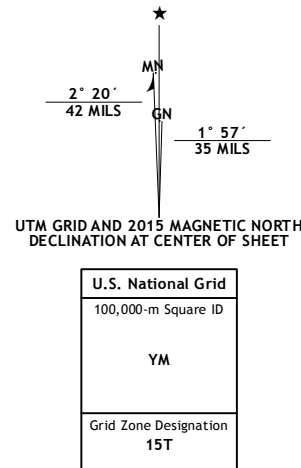 ★
MN
GN
2° 20´
42 MILS
1° 57´
35 MILS
UTM GRID AND 2015 MAGNETIC NORTH
DECLINATION AT CENTER OF SHEET
U.S. National Grid
100,000-m Square ID
YM
Grid Zone Designation
15T